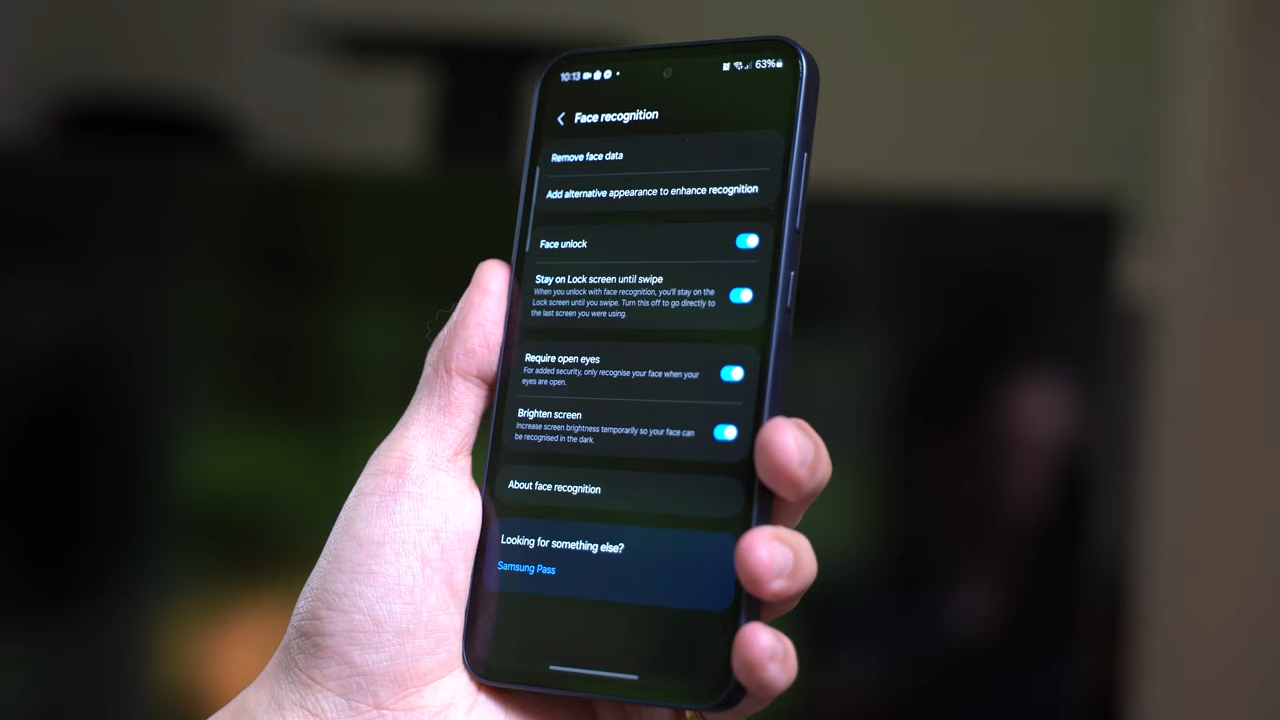 10:13
63%
Face recognition
Remove face data
Add alternative appearance to enhance recognition
Face unlock
Stay on Lock screen until swipe
When you unlock with face recognition, you'll stay on the
Lock screen until you swipe. Turn this off to go directly to
the last screen you were using.
Require open eyes
For added security, only recognise your face when your
eyes are open.
Brighten screen
Increase screen brightness temporarily so your face can
be recognised in the dark.
About face recognition
Looking for something else?
Samsung Pass